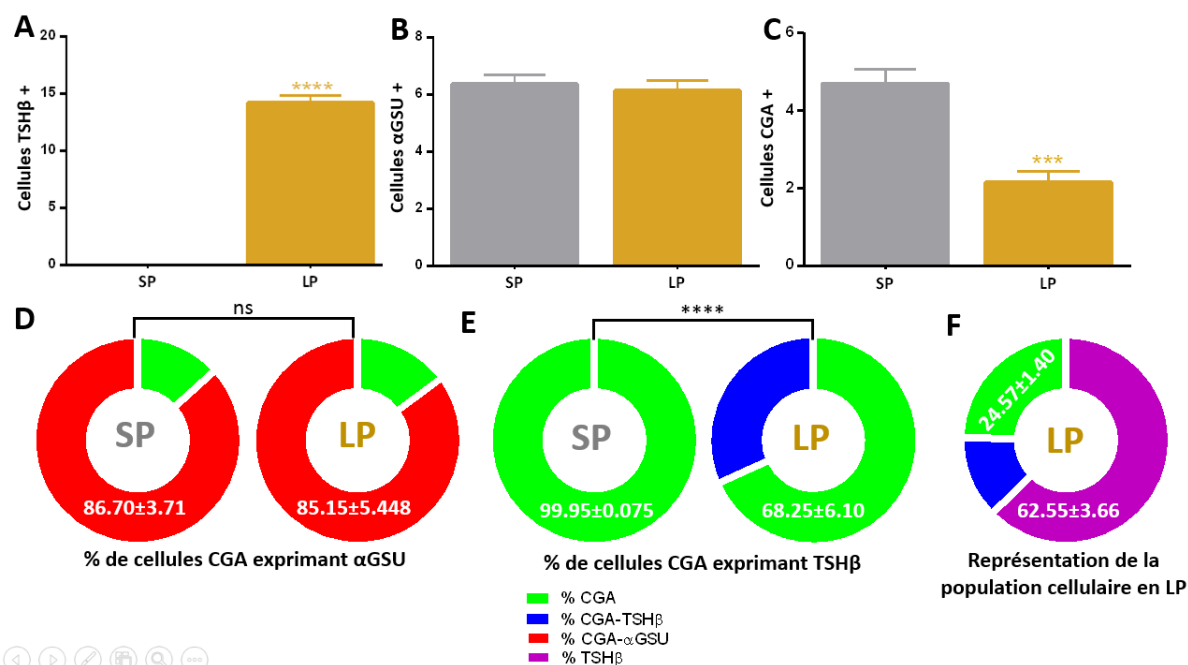 A
Cellules TSHβ +
20
15
10
5
0
****
SP
LP
B
Cellules αGSU +
8
6
4
2
0
SP
LP
C
Cellules CGA +
6
4
2
0
***
SP
LP
D
ns
SP
86.70±3.71
LP
85.15±5.448
% de cellules CGA exprimant αGSU
E
****
SP
99.95±0.075
LP
68.25±6.10
% de cellules CGA exprimant TSHβ
F
24.57±1.40
LP
62.55±3.66
Représentation de la
population cellulaire en LP
% CGA
% CGA-TSHβ
% CGA-αGSU
% TSHβ